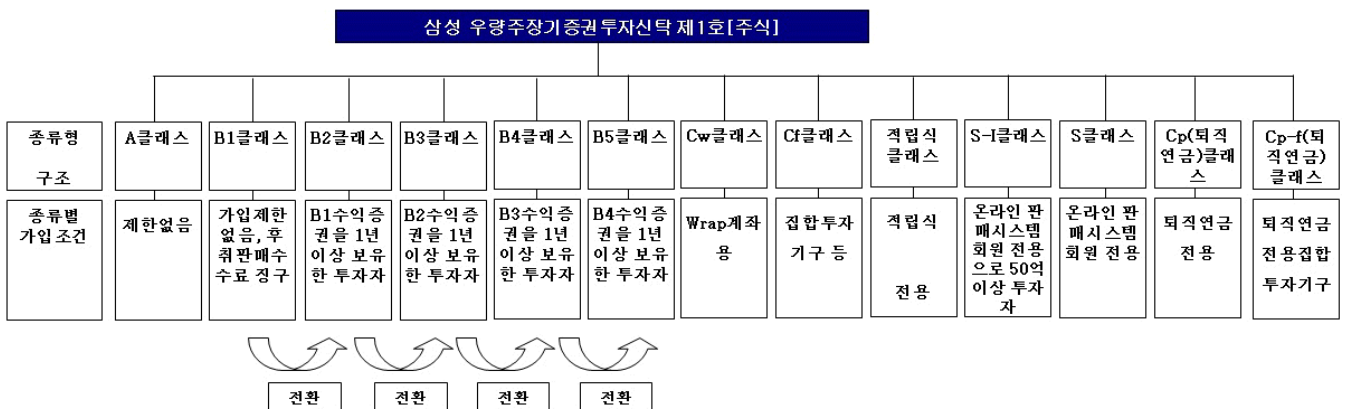 삼성 우량주장기증권투자신탁 제1호[주식]
종류형
구조
A클래스
B1클래스
B2클래스
B3클래스
B4클래스
B5클래스
Cw클래스
Cf클래스
적립식
클래스
S-I클래스
S클래스
Cp(퇴직
연금)클래
스
Cp-f(퇴
직연금)
클래스
종류별
가입조건
제한없음
가입제한
없음, 후
취판매수
수료 징구
B1수익증
권을 1년
이상 보유
한 투자자
B2수익증
권을 1년
이상 보유
한 투자자
B3수익증
권을 1년
이상 보유
한 투자자
B4수익증
권을 1년
이상 보유
한 투자자
Wrap계좌
용
집합투자
기구 등
적립식
전용
온라인 판
매시스템
회원 전용
으로 50억
이상 투자
자
온라인 판
매시스템
회원 전용
퇴직연금
전용
퇴직연금
전용집합
투자기구
전환
전환
전환
전환